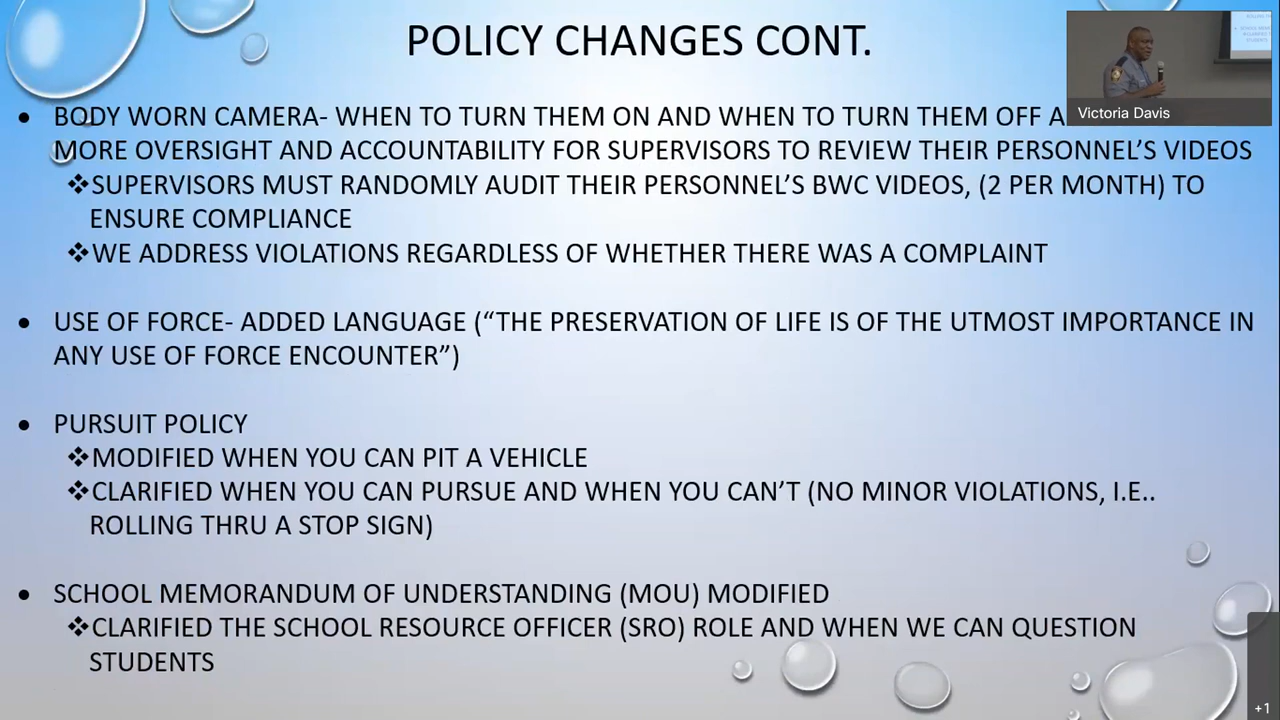 POLICY CHANGES CONT.
Victoria Davis
• BODY WORN CAMERA- WHEN TO TURN THEM ON AND WHEN TO TURN THEM OFF
MORE OVERSIGHT AND ACCOUNTABILITY FOR SUPERVISORS TO REVIEW THEIR PERSONNEL’S VIDEOS
❖SUPERVISORS MUST RANDOMLY AUDIT THEIR PERSONNEL’S BWC VIDEOS, (2 PER MONTH) TO
ENSURE COMPLIANCE
❖WE ADDRESS VIOLATIONS REGARDLESS OF WHETHER THERE WAS A COMPLAINT
• USE OF FORCE- ADDED LANGUAGE (“THE PRESERVATION OF LIFE IS OF THE UTMOST IMPORTANCE IN
ANY USE OF FORCE ENCOUNTER”)
• PURSUIT POLICY
❖MODIFIED WHEN YOU CAN PIT A VEHICLE
❖CLARIFIED WHEN YOU CAN PURSUE AND WHEN YOU CAN’T (NO MINOR VIOLATIONS, I.E..
ROLLING THRU A STOP SIGN)
• SCHOOL MEMORANDUM OF UNDERSTANDING (MOU) MODIFIED
❖CLARIFIED THE SCHOOL RESOURCE OFFICER (SRO) ROLE AND WHEN WE CAN QUESTION
STUDENTS
+1